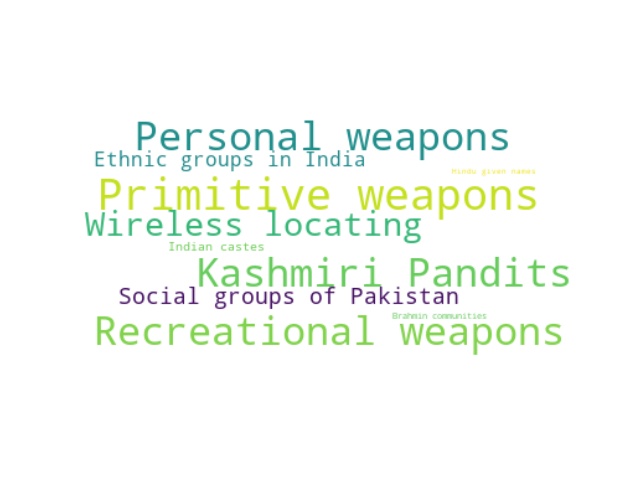 Personal weapons
Ethnic groups in India
Hindu given names
Primitive weapons
Wireless locating
Indian castes
Kashmiri Pandits
Social groups of Pakistan
Brahmin communities
Recreational weapons